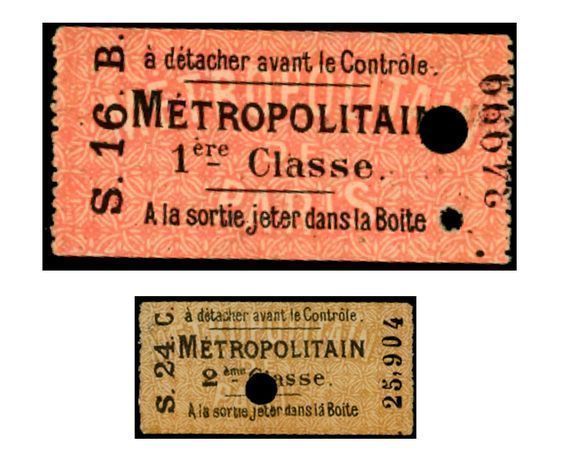 S. 16. B.
à détacher avant le Contrôle.
MÉTROPOLITAIN
1ère Classe.
A la sortie jeter dans la Boite
S. 24. C.
à détacher avant le Contrôle.
MÉTROPOLITAIN
2ème Classe.
A la sortie jeter dans la Boite
25,904